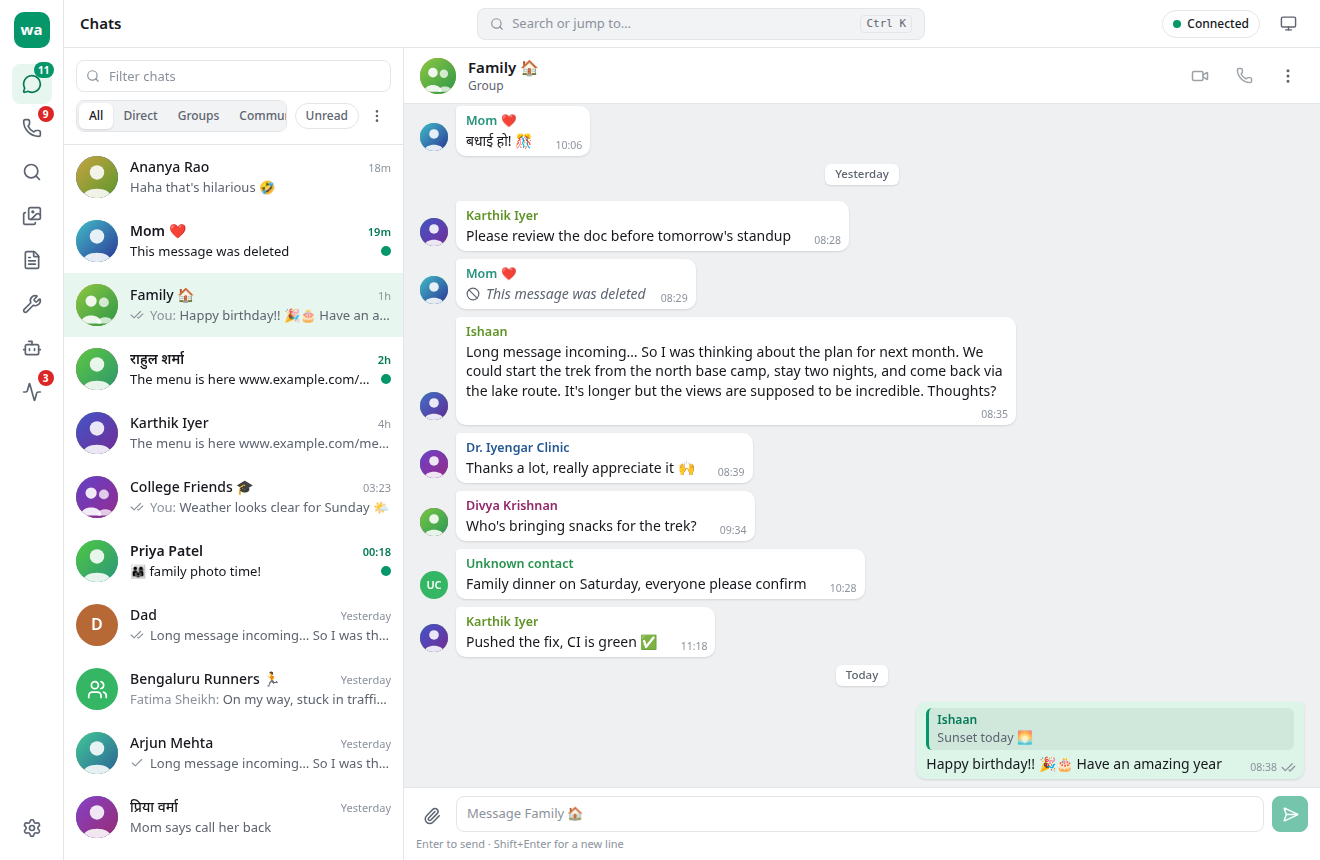 wa
Chats
Search or jump to...
Ctrl K
Connected
11
9
3
Filter chats
All
Direct
Groups
Commu
Unread
Ananya Rao
18m
Haha that's hilarious 🤣
Mom ❤️
19m
This message was deleted
Family 🏠
1h
You: Happy birthday!! 🎉🎂 Have an a...
राहुल शर्मा
2h
The menu is here www.example.com/...
Karthik Iyer
4h
The menu is here www.example.com/me...
College Friends 🎓
03:23
You: Weather looks clear for Sunday 🌤️
Priya Patel
00:18
👨‍👩‍👧 family photo time!
D
Dad
Yesterday
Long message incoming... So I was th...
Bengaluru Runners 🏃
Yesterday
Fatima Sheikh: On my way, stuck in traffi...
Arjun Mehta
Yesterday
Long message incoming... So I was th...
प्रिया वर्मा
Yesterday
Mom says call her back
Family 🏠
Group
Mom ❤️
बधाई हो! 🎊
10:06
Yesterday
Karthik Iyer
Please review the doc before tomorrow's standup
08:28
Mom ❤️
This message was deleted
08:29
Ishaan
Long message incoming... So I was thinking about the plan for next month. We
could start the trek from the north base camp, stay two nights, and come back via
the lake route. It's longer but the views are supposed to be incredible. Thoughts?
08:35
Dr. Iyengar Clinic
Thanks a lot, really appreciate it 🙌
08:39
Divya Krishnan
Who's bringing snacks for the trek?
09:34
UC
Unknown contact
Family dinner on Saturday, everyone please confirm
10:28
Karthik Iyer
Pushed the fix, CI is green ✅
11:18
Today
Ishaan
Sunset today 🌅
Happy birthday!! 🎉🎂 Have an amazing year
08:38
Message Family 🏠
Enter to send · Shift+Enter for a new line